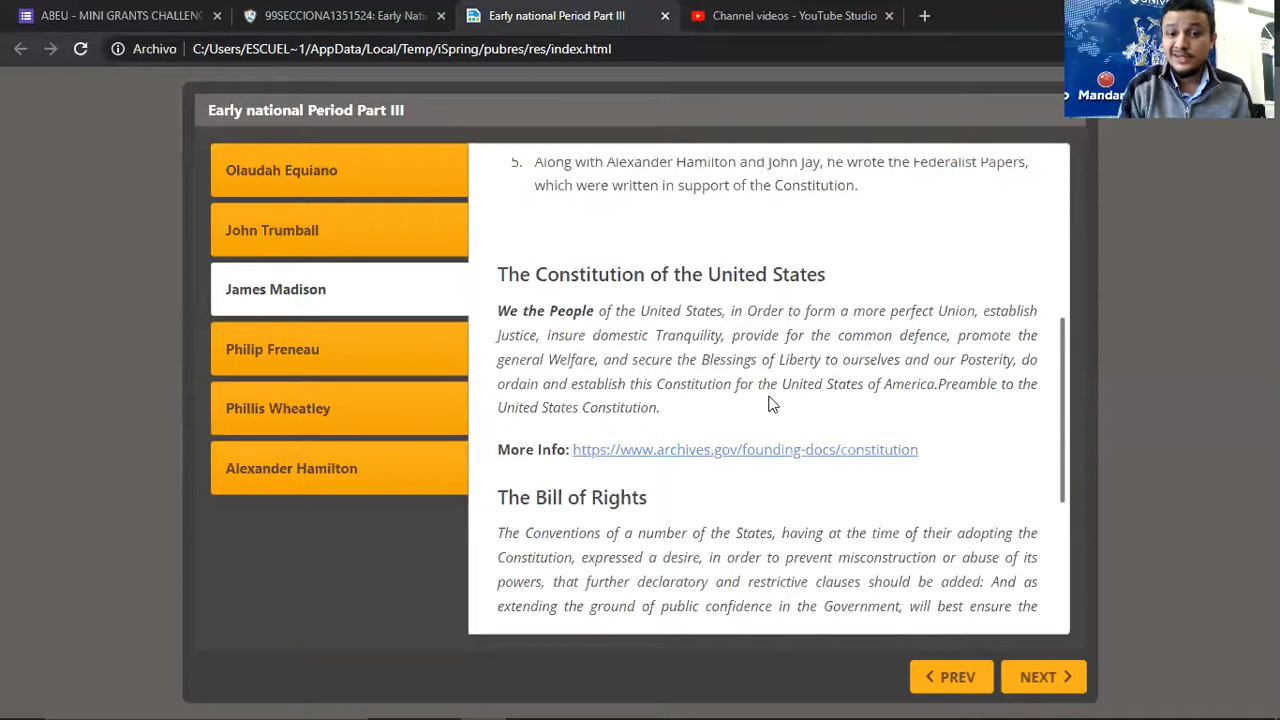 ABEU - MINI GRANTS CHALLENG
99SECCIONA1351524: Early Natio
Early national Period Part III
Channel videos - YouTube Studio
Archivo
C:/Users/ESCUEL~1/AppData/Local/Temp/iSpring/pubres/res/index.html
Mandar
Early national Period Part III
Olaudah Equiano
John Trumball
James Madison
Philip Freneau
Phillis Wheatley
Alexander Hamilton
5. Along with Alexander Hamilton and John Jay, he wrote the Federalist Papers,
which were written in support of the Constitution.
The Constitution of the United States
We the People of the United States, in Order to form a more perfect Union, establish
Justice, insure domestic Tranquility, provide for the common defence, promote the
general Welfare, and secure the Blessings of Liberty to ourselves and our Posterity, do
ordain and establish this Constitution for the United States of America.Preamble to the
United States Constitution.
More Info: https://www.archives.gov/founding-docs/constitution
The Bill of Rights
The Conventions of a number of the States, having at the time of their adopting the
Constitution, expressed a desire, in order to prevent misconstruction or abuse of its
powers, that further declaratory and restrictive clauses should be added: And as
extending the ground of public confidence in the Government, will best ensure the
PREV
NEXT